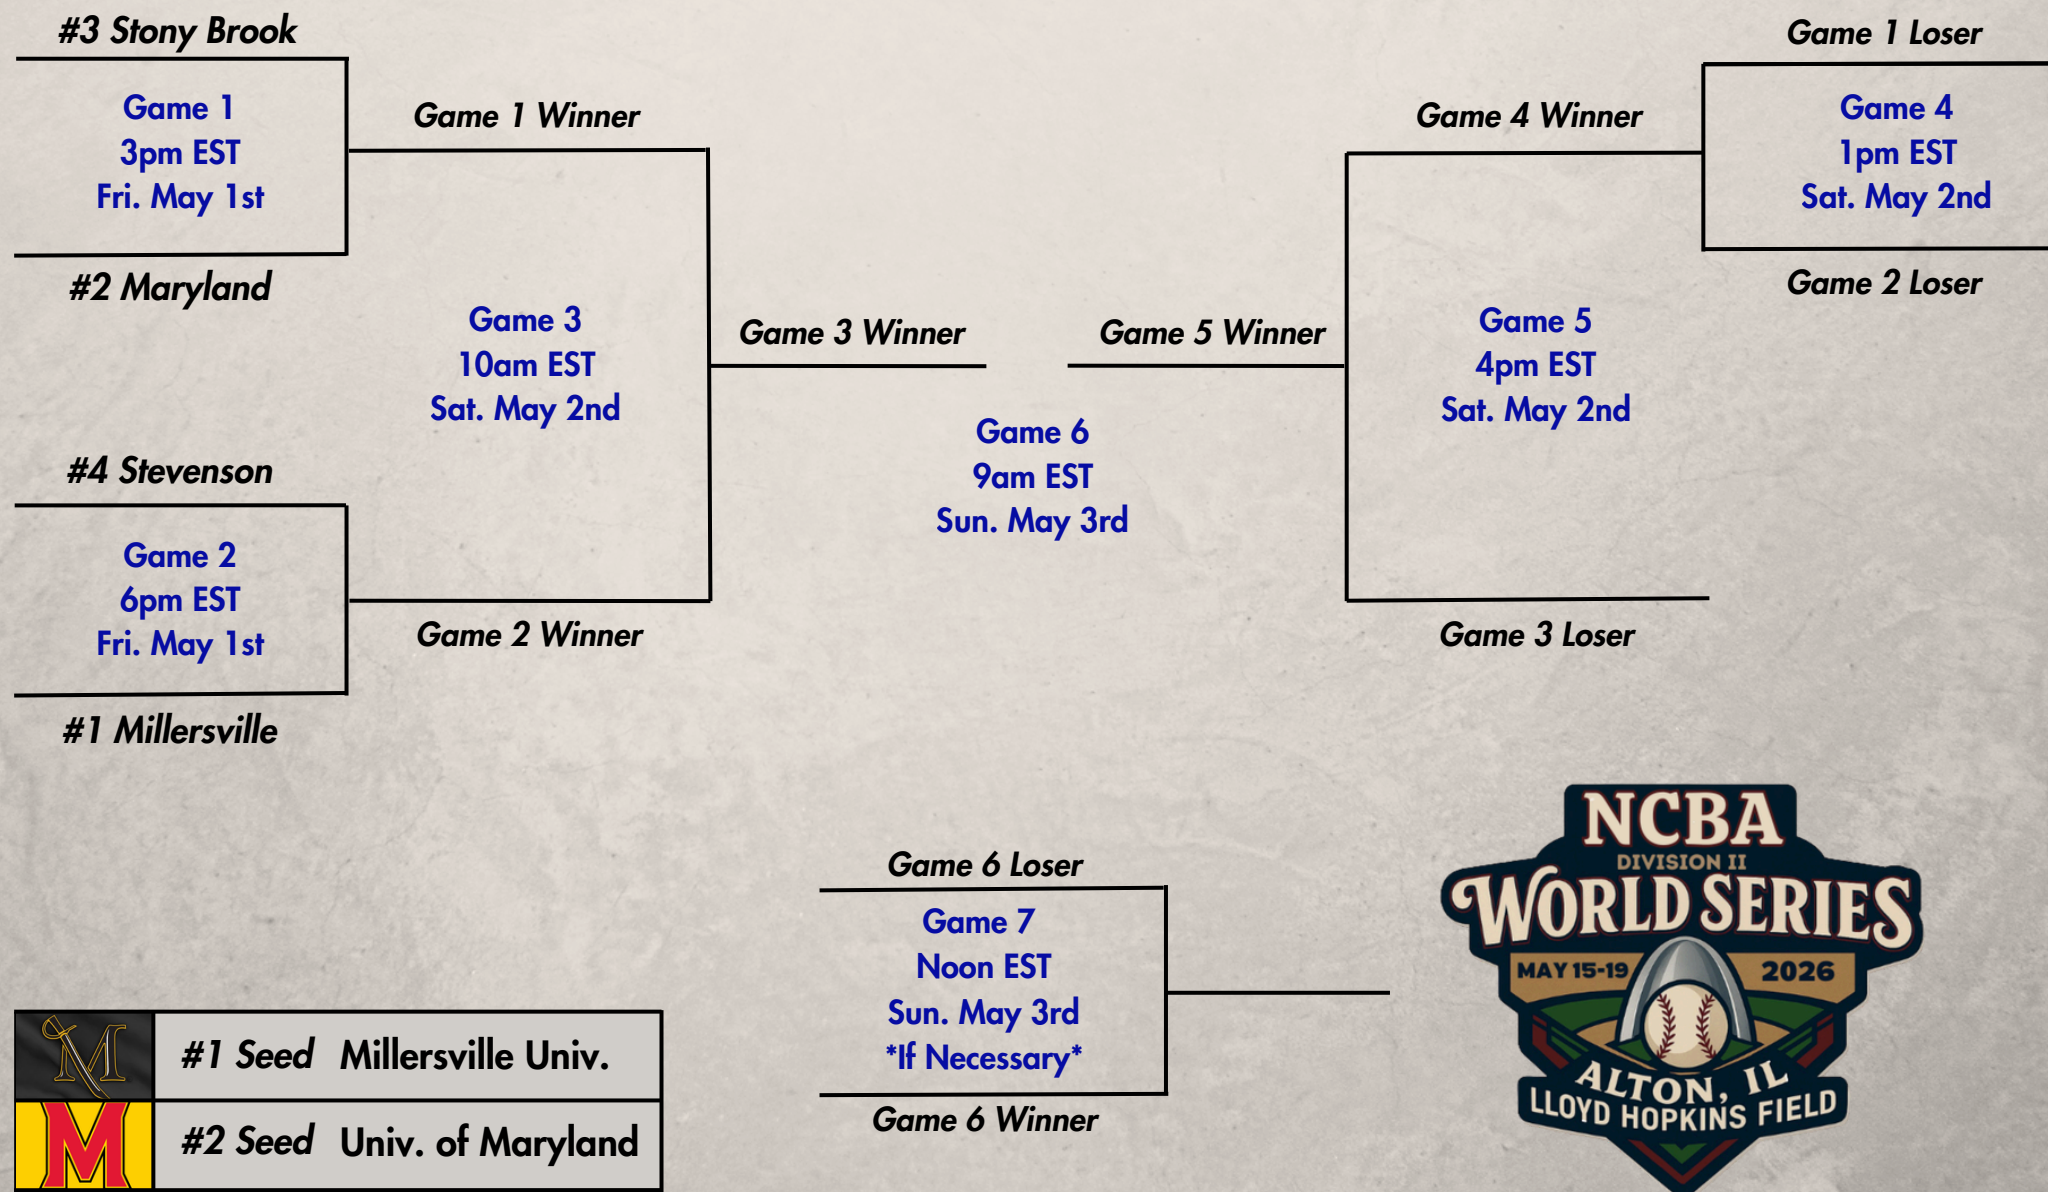 #3 Stony Brook
Game 1
3pm EST
Fri. May 1st
#2 Maryland
Game 1 Winner
Game 3
10am EST
Sat. May 2nd
#4 Stevenson
Game 2
6pm EST
Fri. May 1st
#1 Millersville
Game 2 Winner
Game 3 Winner
Game 5 Winner
Game 6
9am EST
Sun. May 3rd
Game 4 Winner
Game 5
4pm EST
Sat. May 2nd
Game 3 Loser
Game 1 Loser
Game 4
1pm EST
Sat. May 2nd
Game 2 Loser
Game 6 Loser
Game 7
Noon EST
Sun. May 3rd
*If Necessary*
Game 6 Winner
M
#1 Seed Millersville Univ.
M
#2 Seed Univ. of Maryland
NCBA
DIVISION II
WORLD SERIES
MAY 15-19 2026
ALTON, IL
LLOYD HOPKINS FIELD